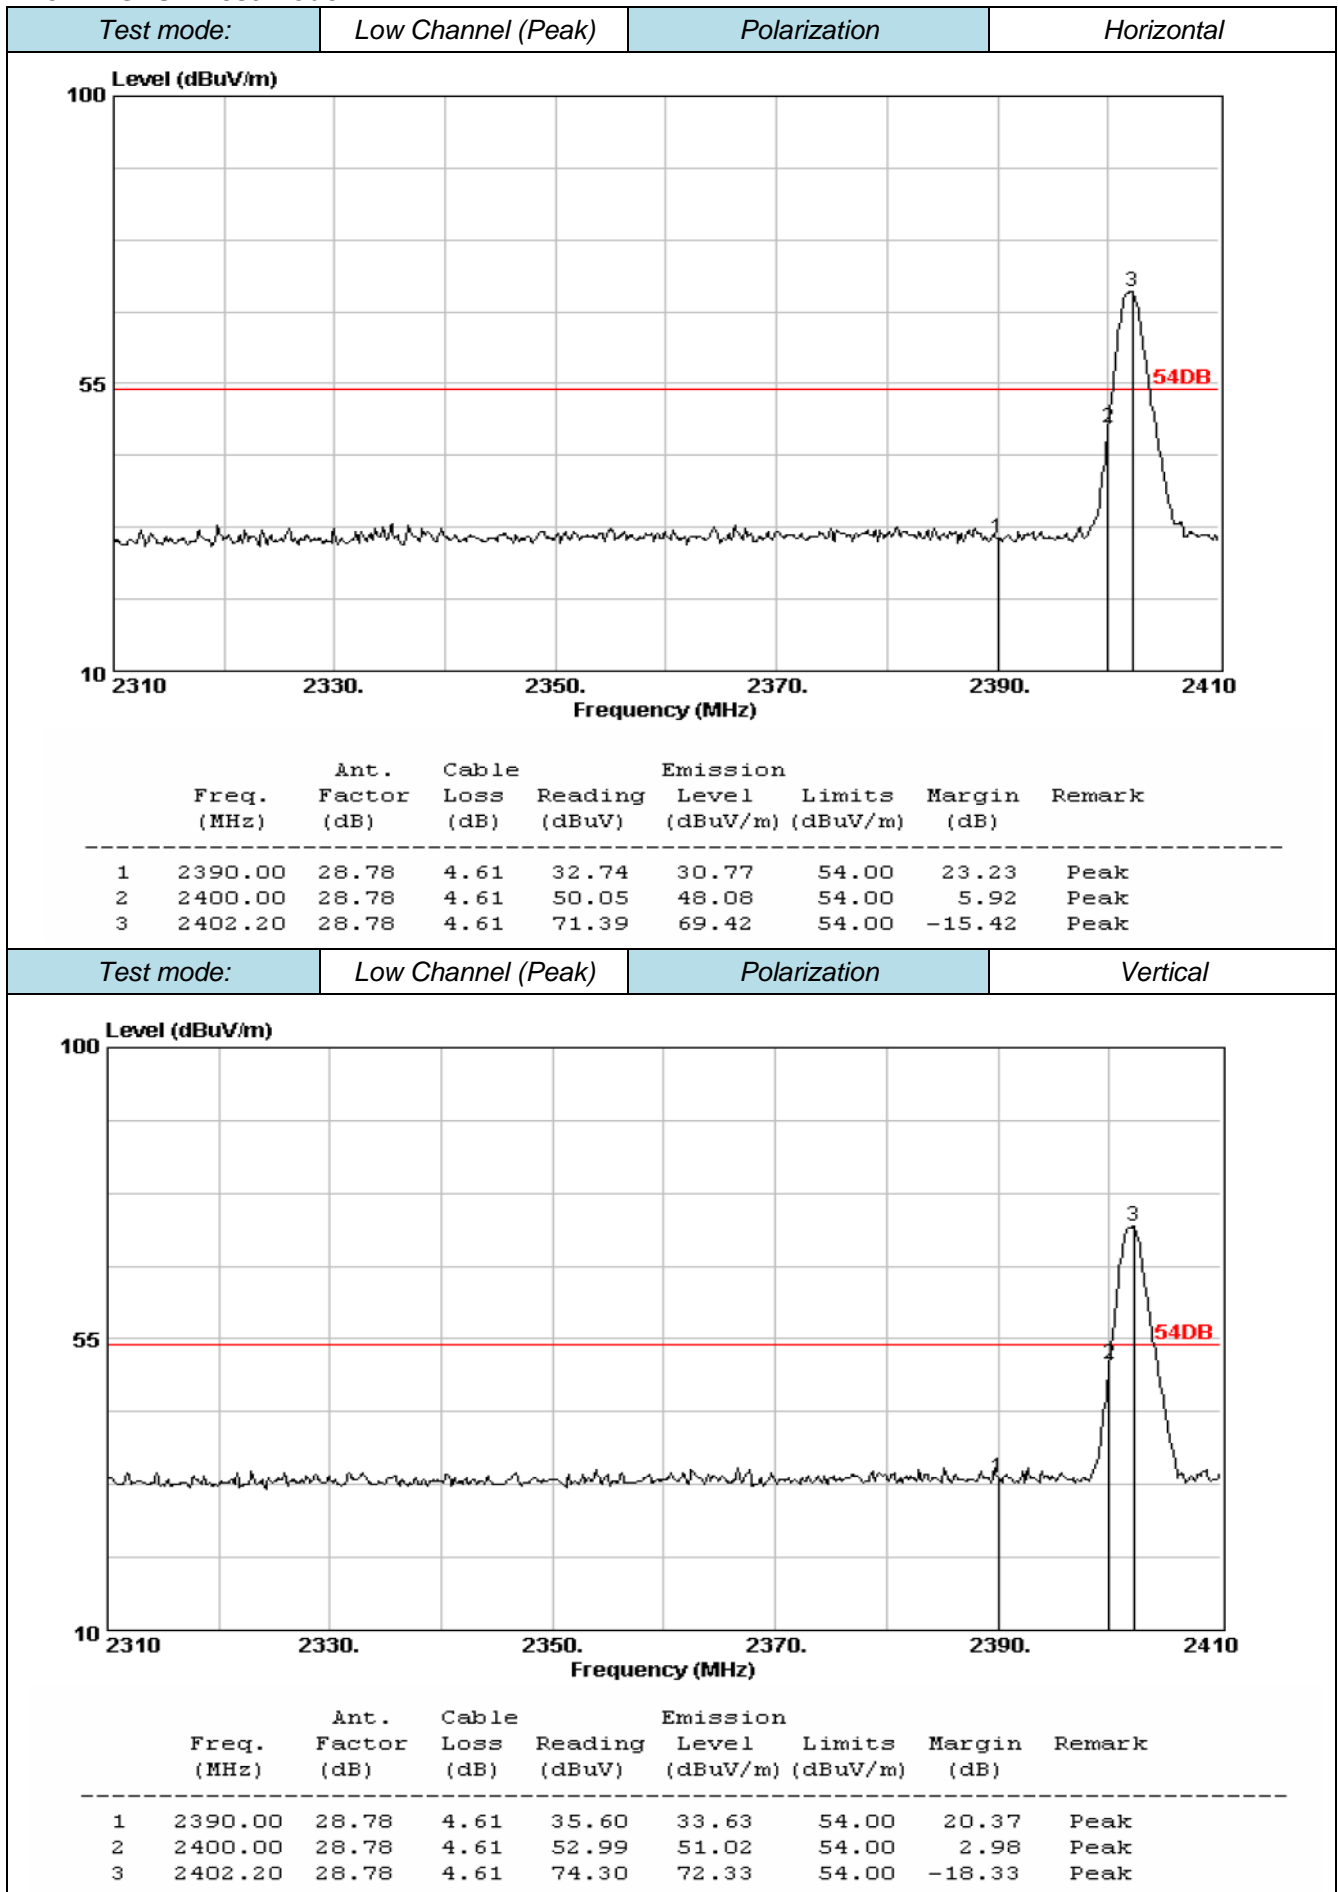 Test mode: Low Channel (Peak) Polarization Horizontal
Level (dBuV/m)
100
3
55
54DB
2
1
10
2310 2330. 2350. 2370. 2390. 2410
Frequency (MHz)
Ant. Cable Emission
Freq. Factor Loss Reading Level Limits Margin Remark
(MHz) (dB) (dB) (dBuV) (dBuV/m) (dBuV/m) (dB)
1 2390.00 28.78 4.61 32.74 30.77 54.00 23.23 Peak
2 2400.00 28.78 4.61 50.05 48.08 54.00 5.92 Peak
3 2402.20 28.78 4.61 71.39 69.42 54.00 -15.42 Peak
Test mode: Low Channel (Peak) Polarization Vertical
Level (dBuV/m)
100
3
55
54DB
2
1
10
2310 2330. 2350. 2370. 2390. 2410
Frequency (MHz)
Ant. Cable Emission
Freq. Factor Loss Reading Level Limits Margin Remark
(MHz) (dB) (dB) (dBuV) (dBuV/m) (dBuV/m) (dB)
1 2390.00 28.78 4.61 35.60 33.63 54.00 20.37 Peak
2 2400.00 28.78 4.61 52.99 51.02 54.00 2.98 Peak
3 2402.20 28.78 4.61 74.30 72.33 54.00 -18.33 Peak